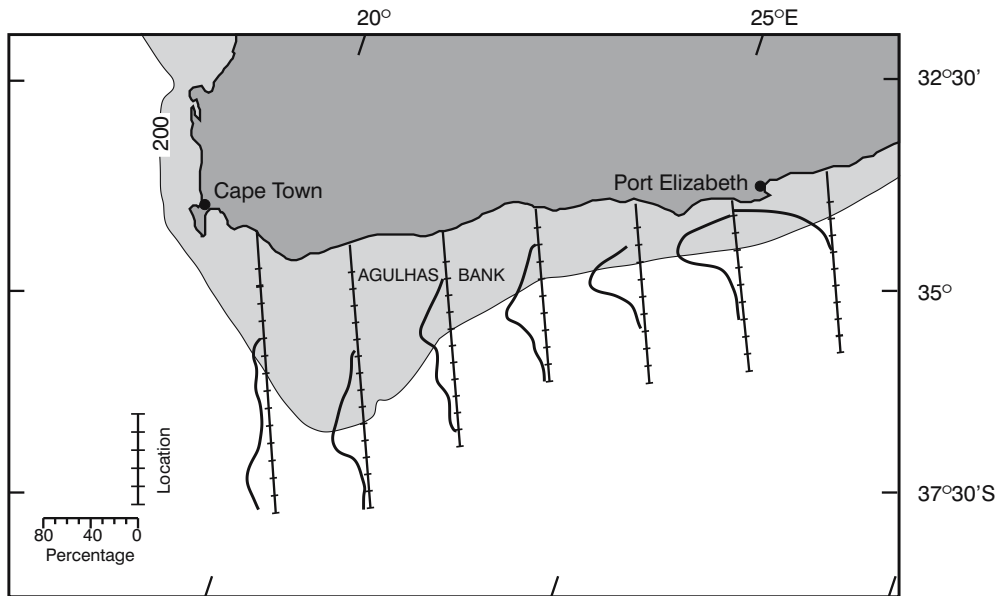 20° 25°E
32°30'
200
Port Elizabeth
Cape Town
AGULHAS BANK
35°
Location
37°30'S
80 40 0
Percentage